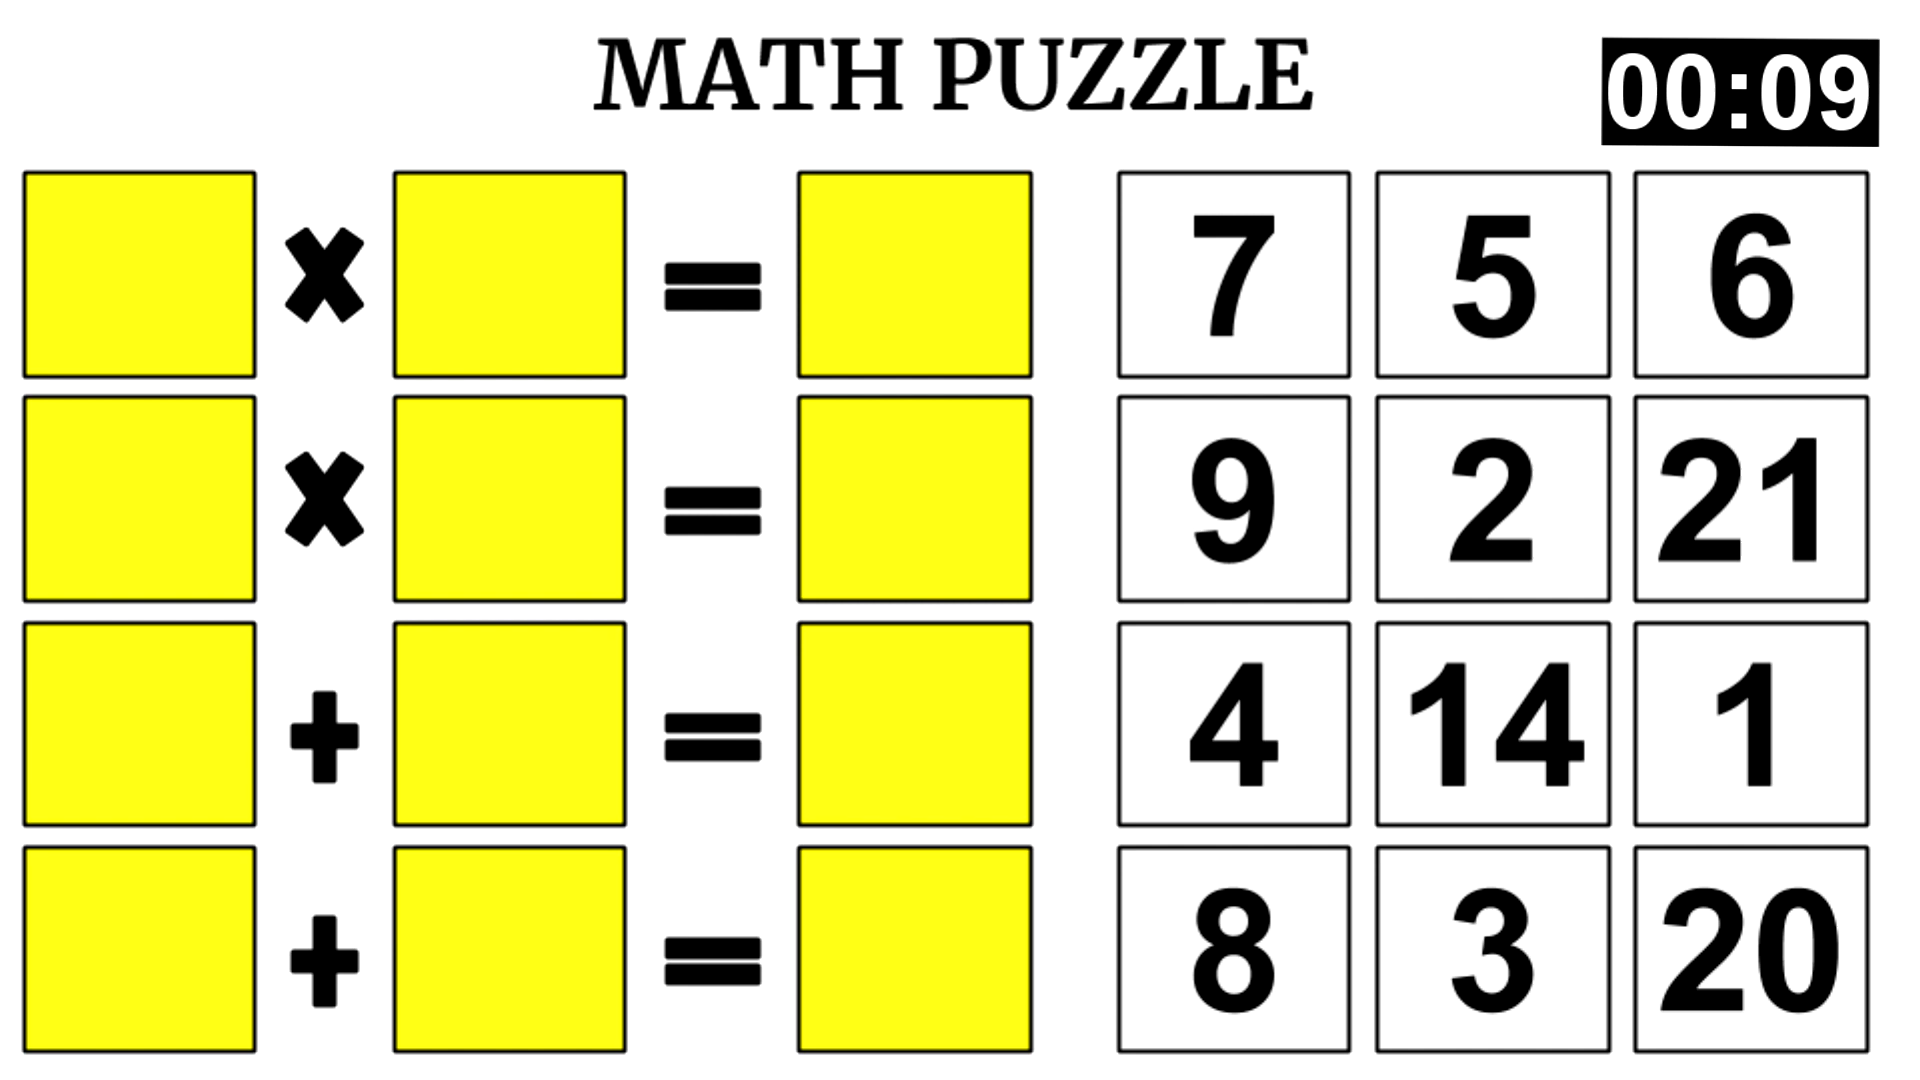 MATH PUZZLE
00:09
× = 7 5 6
× = 9 2 21
+ = 4 14 1
+ = 8 3 20